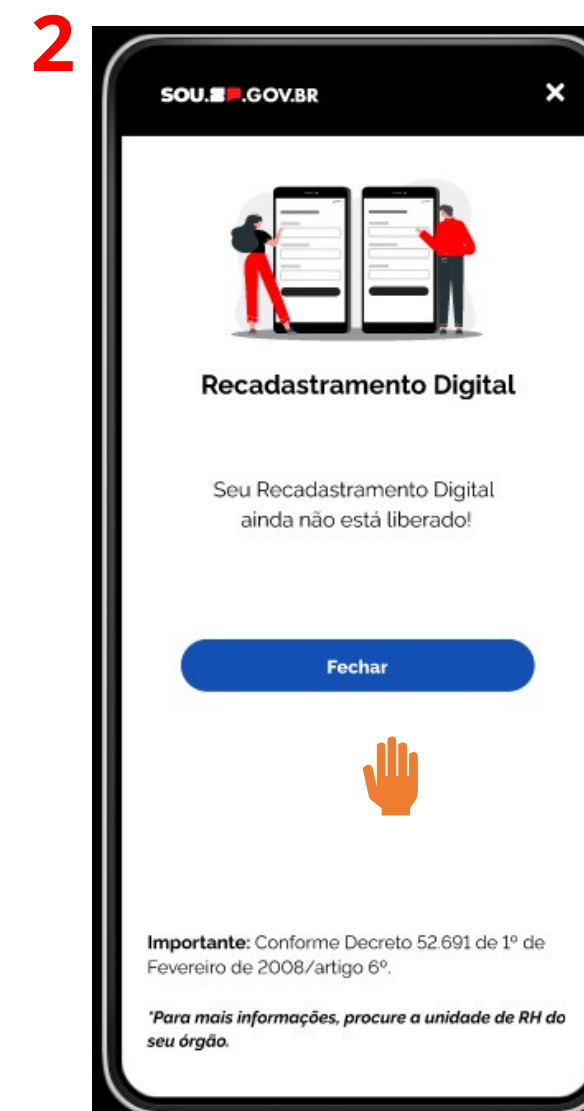 2
SOU.SP.GOV.BR
Recadastramento Digital
Seu Recadastramento Digital
ainda não está liberado!
Fechar
Importante: Conforme Decreto 52.691 de 1º de
Fevereiro de 2008/artigo 6º.
*Para mais informações, procure a unidade de RH do
seu órgão.